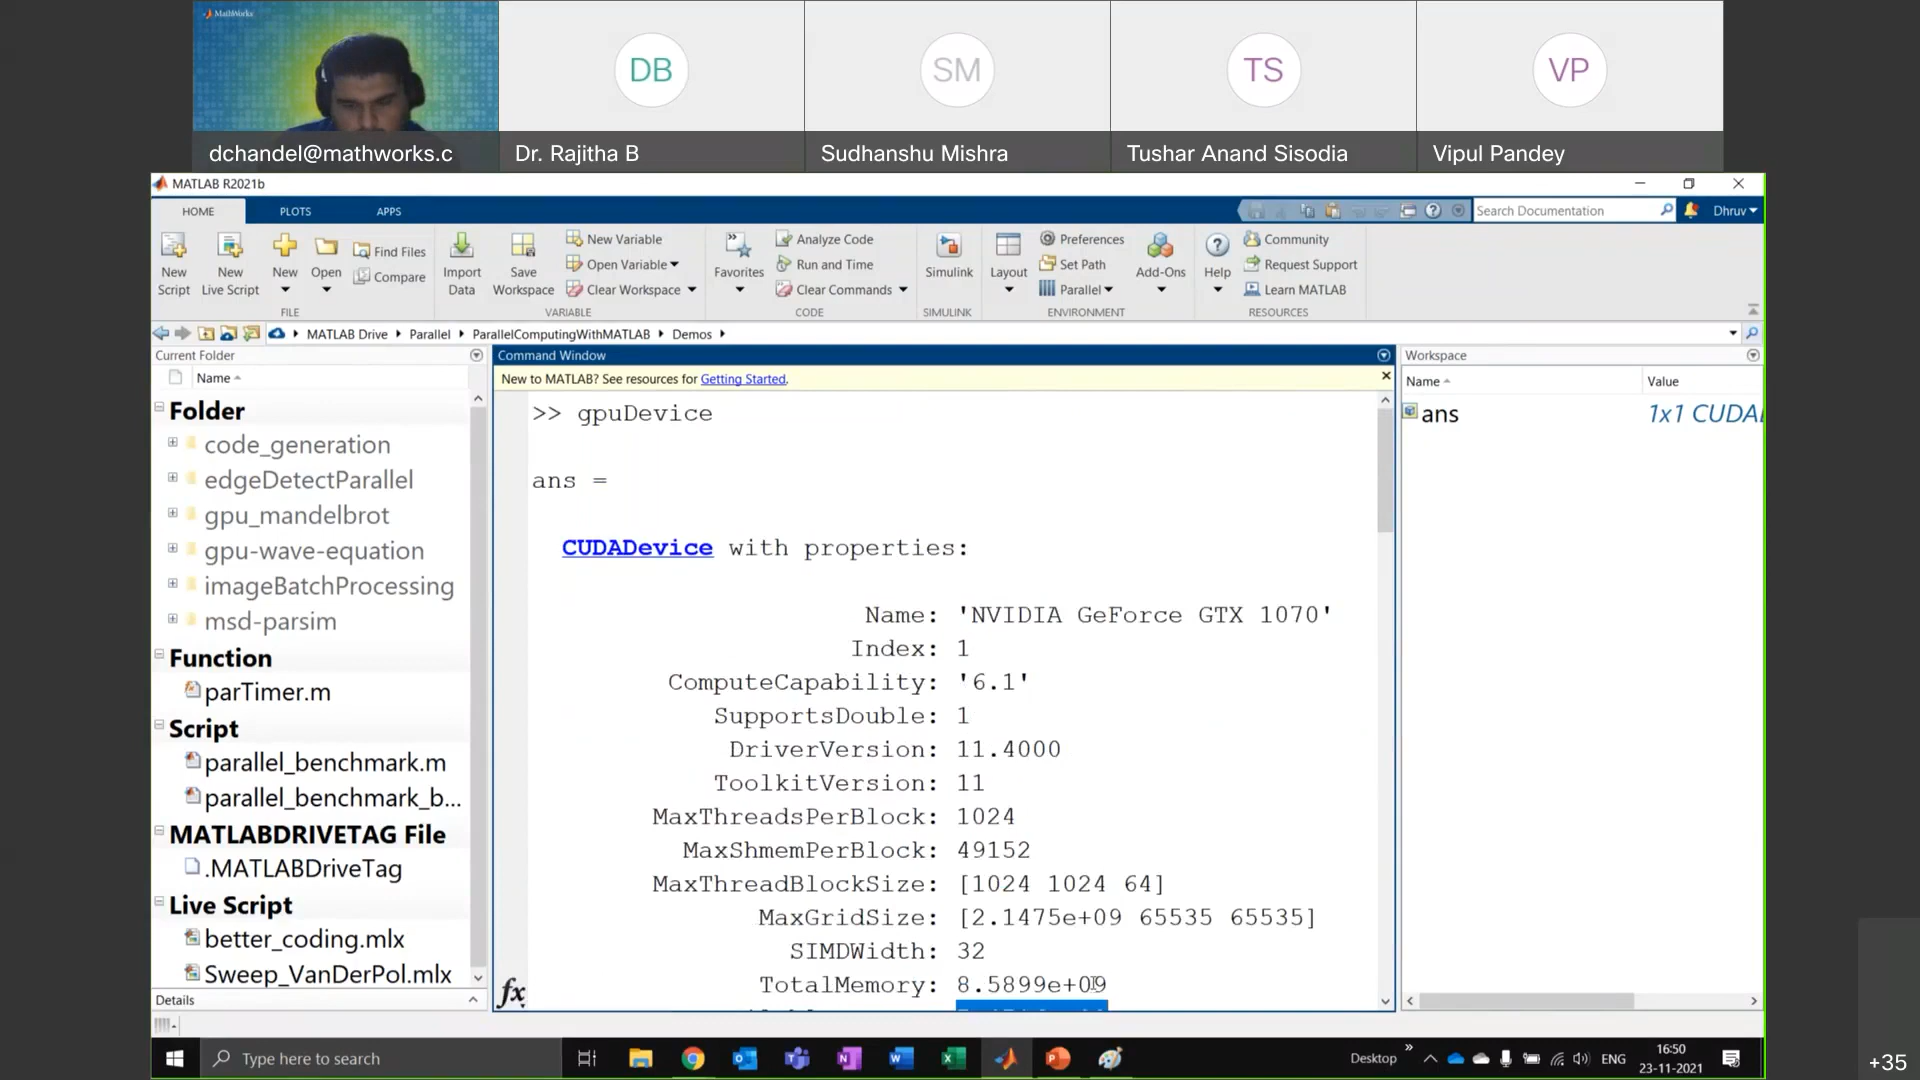 MathWorks
DB
SM
TS
VP
dchandel@mathworks.c
Dr. Rajitha B
Sudhanshu Mishra
Tushar Anand Sisodia
Vipul Pandey
MATLAB R2021b
HOME
PLOTS
APPS
Search Documentation
Dhruv
New Script
New Live Script
New
Open
Find Files
Compare
FILE
Import Data
Save Workspace
New Variable
Open Variable
Clear Workspace
VARIABLE
Favorites
Analyze Code
Run and Time
Clear Commands
CODE
Simulink
SIMULINK
Layout
Preferences
Set Path
Parallel
Add-Ons
ENVIRONMENT
Help
Community
Request Support
Learn MATLAB
RESOURCES
MATLAB Drive
Parallel
ParallelComputingWithMATLAB
Demos
Current Folder
Name
Folder
code_generation
edgeDetectParallel
gpu_mandelbrot
gpu-wave-equation
imageBatchProcessing
msd-parsim
Function
parTimer.m
Script
parallel_benchmark.m
parallel_benchmark_b...
MATLABDRIVETAG File
.MATLABDriveTag
Live Script
better_coding.mlx
Sweep_VanDerPol.mlx
Details
Command Window
New to MATLAB? See resources for Getting Started.
>> gpuDevice
ans =
CUDADevice with properties:
Name: 'NVIDIA GeForce GTX 1070'
Index: 1
ComputeCapability: '6.1'
SupportsDouble: 1
DriverVersion: 11.4000
ToolkitVersion: 11
MaxThreadsPerBlock: 1024
MaxShmemPerBlock: 49152
MaxThreadBlockSize: [1024 1024 64]
MaxGridSize: [2.1475e+09 65535 65535]
SIMDWidth: 32
TotalMemory: 8.5899e+09
fx
Workspace
Name
Value
ans
1x1 CUDA
Type here to search
Desktop
ENG
16:50
23-11-2021
+35